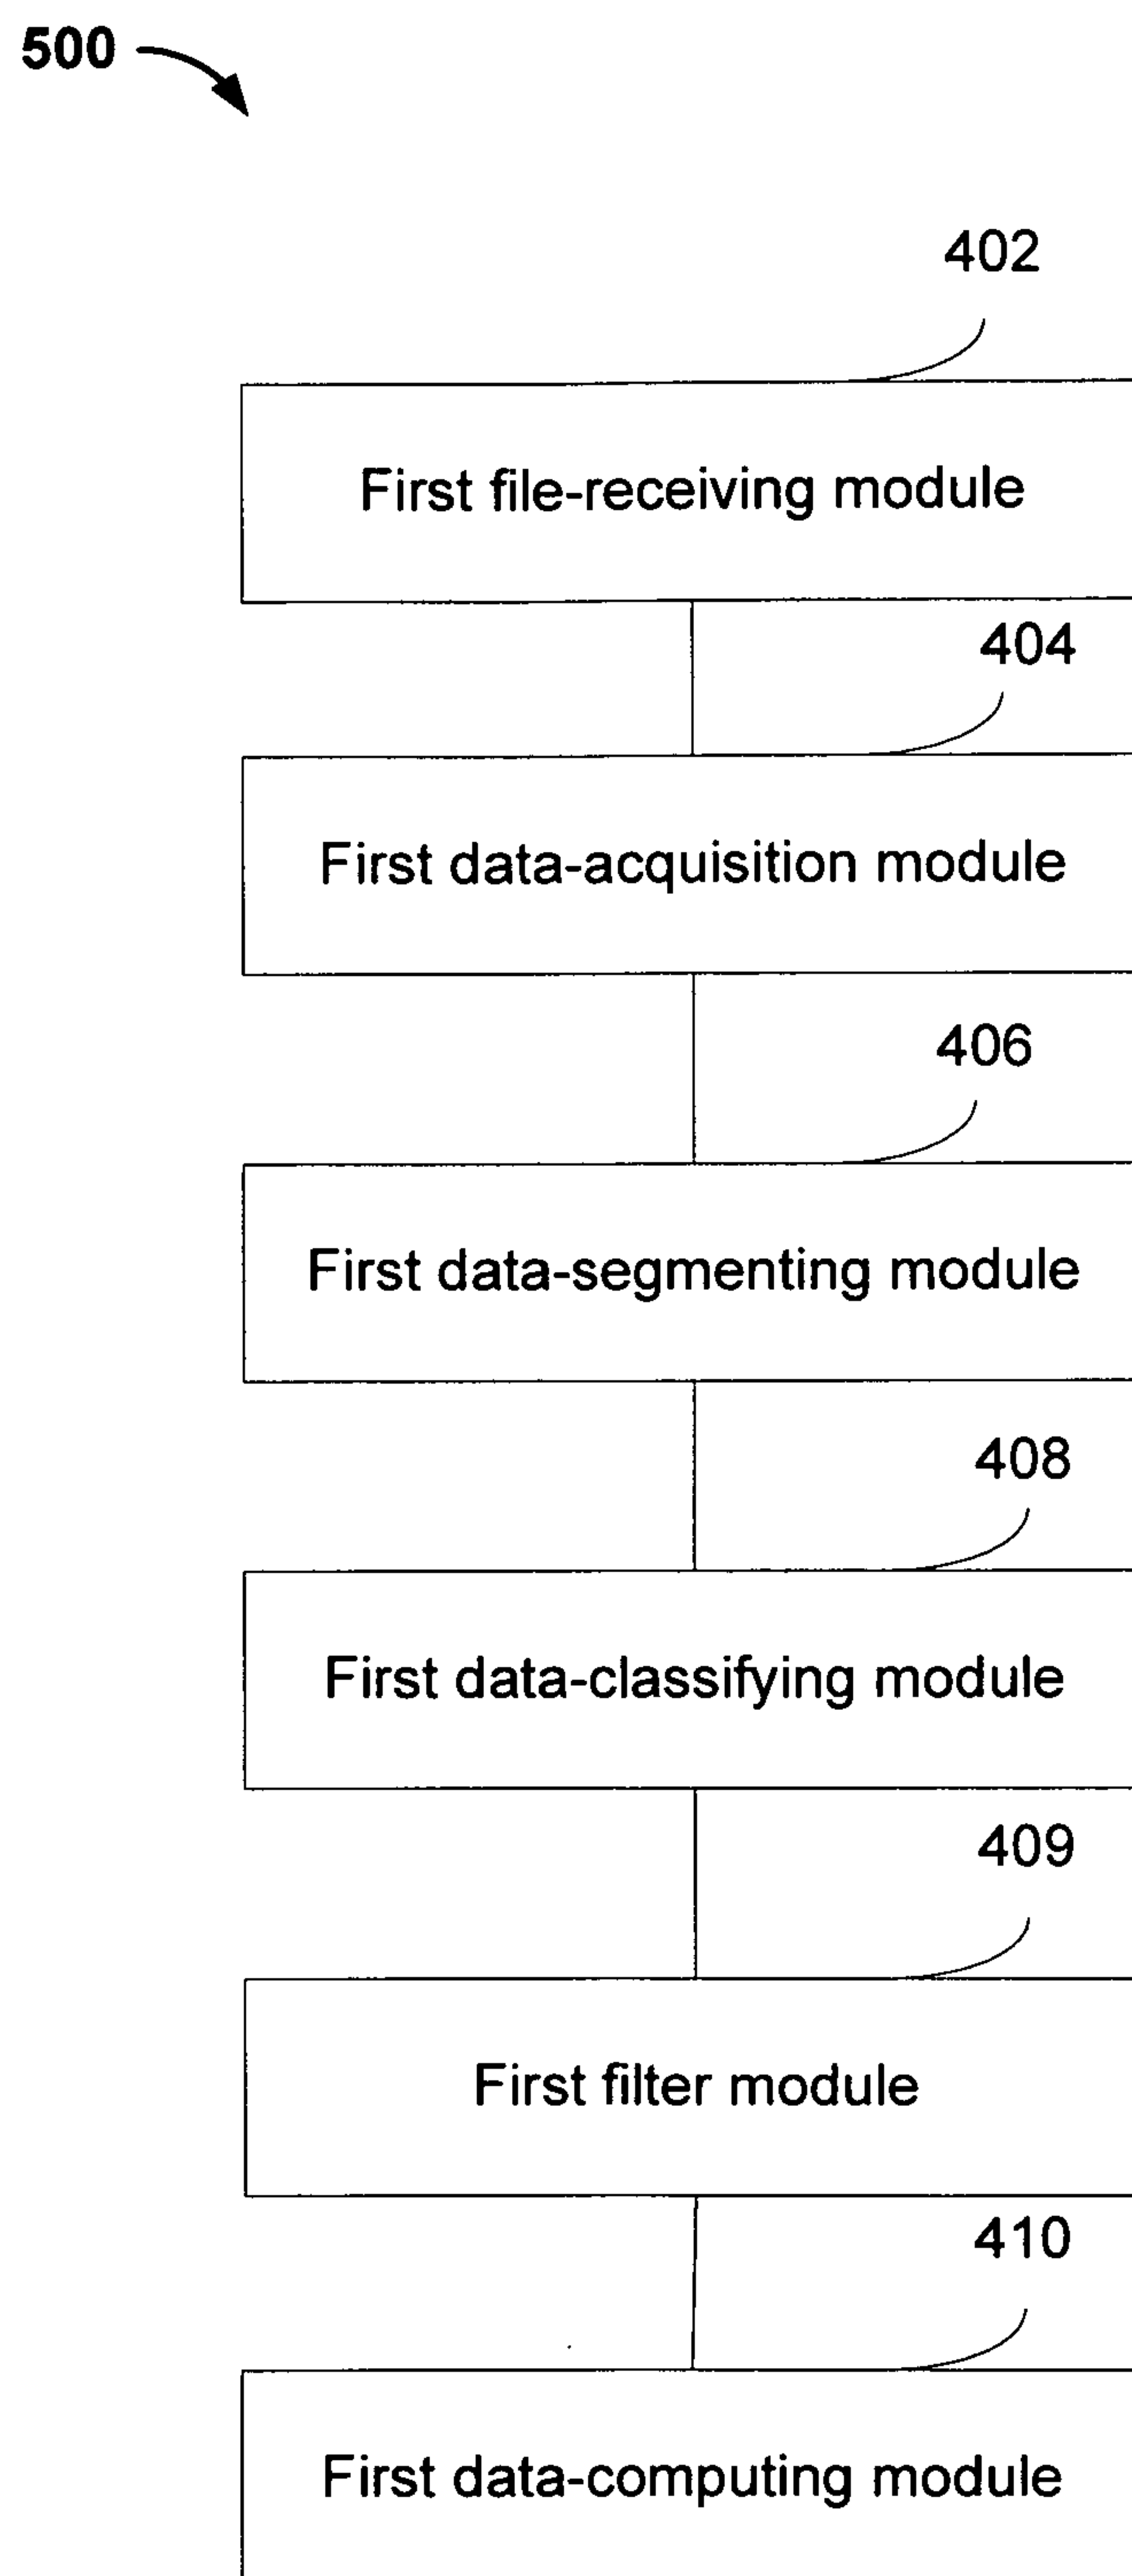 500
402
First file-receiving module
404
First data-acquisition module
406
First data-segmenting module
408
First data-classifying module
409
First filter module
410
First data-computing module